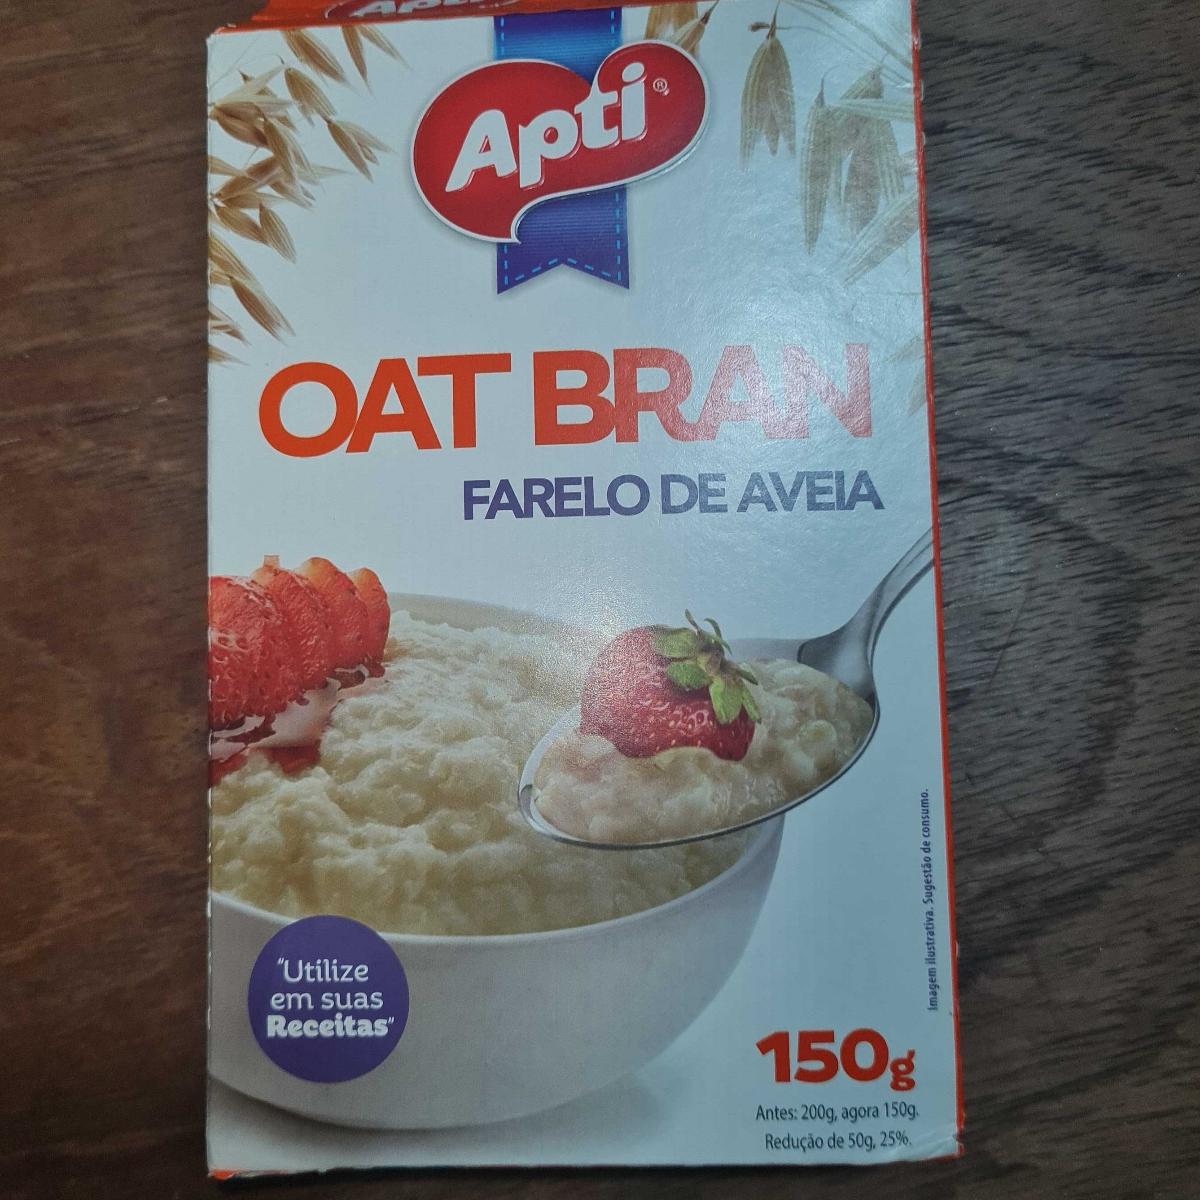 Apti
Apti®
OAT BRAN
FARELO DE AVEIA
Imagem ilustrativa. Sugestão de consumo.
"Utilize
em suas
Receitas"
150g
Antes: 200g, agora 150g.
Redução de 50g, 25%.